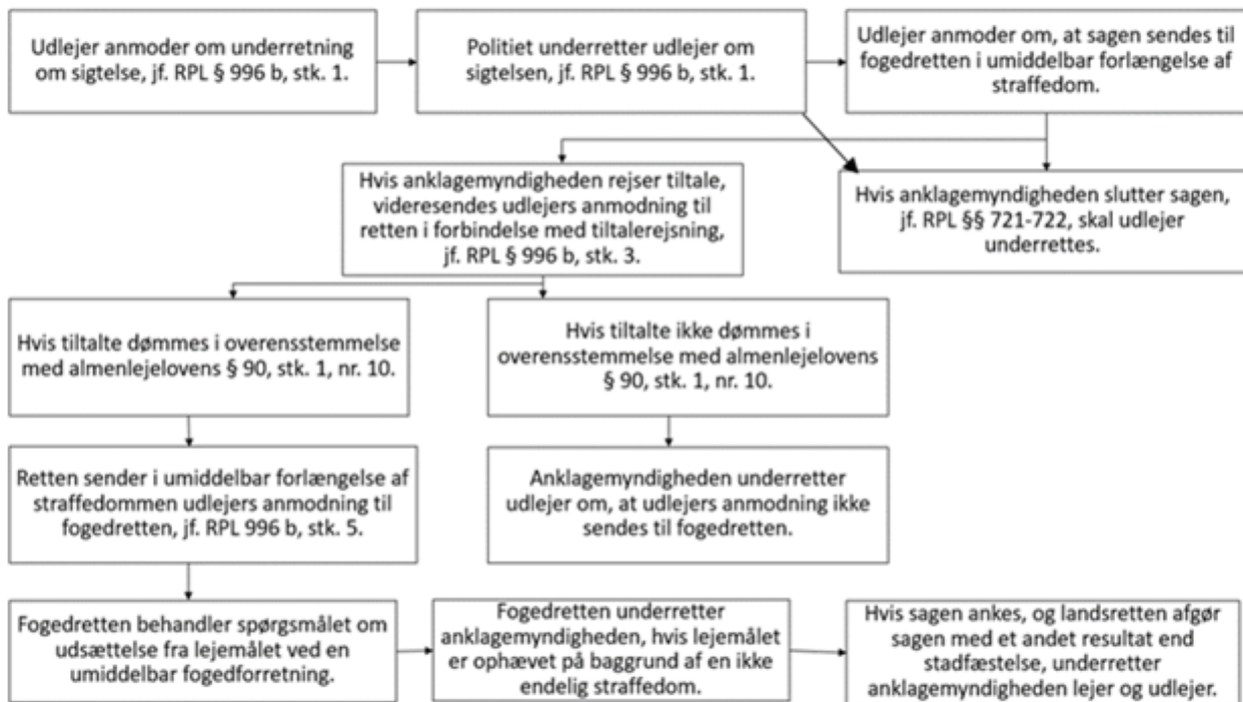 Udlejer anmoder om underretning
om sigtelse, jf. RPL § 996 b, stk. 1.
Politiet underretter udlejer om
sigtelsen, jf. RPL § 996 b, stk. 1.
Udlejer anmoder om, at sagen sendes til
fogedretten i umiddelbar forlængelse af
straffedom.
Hvis anklagemyndigheden rejser tiltale,
videresendes udlejers anmodning til
retten i forbindelse med tiltalerejsning,
jf. RPL § 996 b, stk. 3.
Hvis anklagemyndigheden slutter sagen,
jf. RPL §§ 721-722, skal udlejer
underrettes.
Hvis tiltalte dømmes i overensstemmelse
med almenlejelovens § 90, stk. 1, nr. 10.
Hvis tiltalte ikke dømmes i
overensstemmelse med almenlejelovens
§ 90, stk. 1, nr. 10.
Retten sender i umiddelbar forlængelse af
straffedommen udlejers anmodning til
fogedretten, jf. RPL 996 b, stk. 5.
Anklagemyndigheden underretter
udlejer om, at udlejers anmodning ikke
sendes til fogedretten.
Fogedretten behandler spørgsmålet om
udsættelse fra lejemålet ved en
umiddelbar fogedforretning.
Fogedretten underretter
anklagemyndigheden, hvis lejemålet
er ophævet på baggrund af en ikke
endelig straffedom.
Hvis sagen ankes, og landsretten afgør
sagen med et andet resultat end
stadfæstelse, underretter
anklagemyndigheden lejer og udlejer.